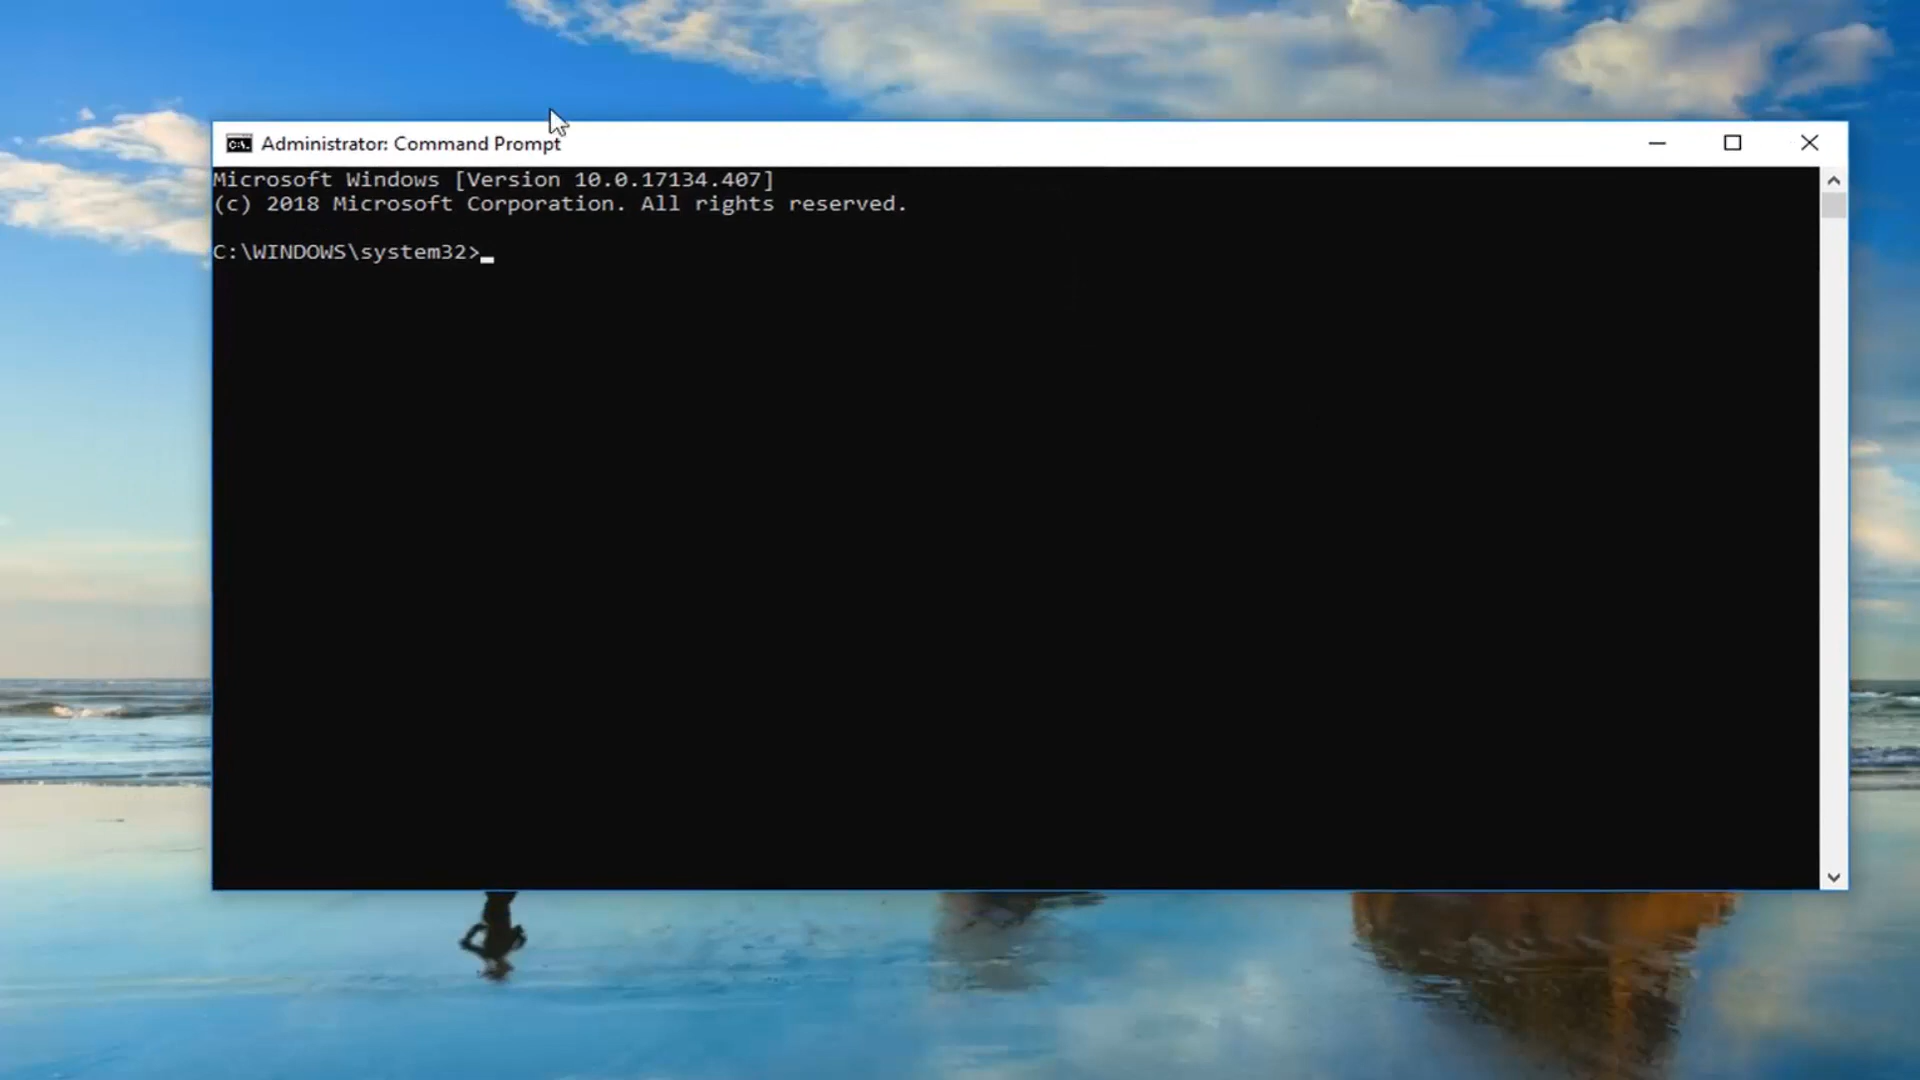 Administrator: Command Prompt
Microsoft Windows [Version 10.0.17134.407]
(c) 2018 Microsoft Corporation. All rights reserved.
C:\WINDOWS\system32>